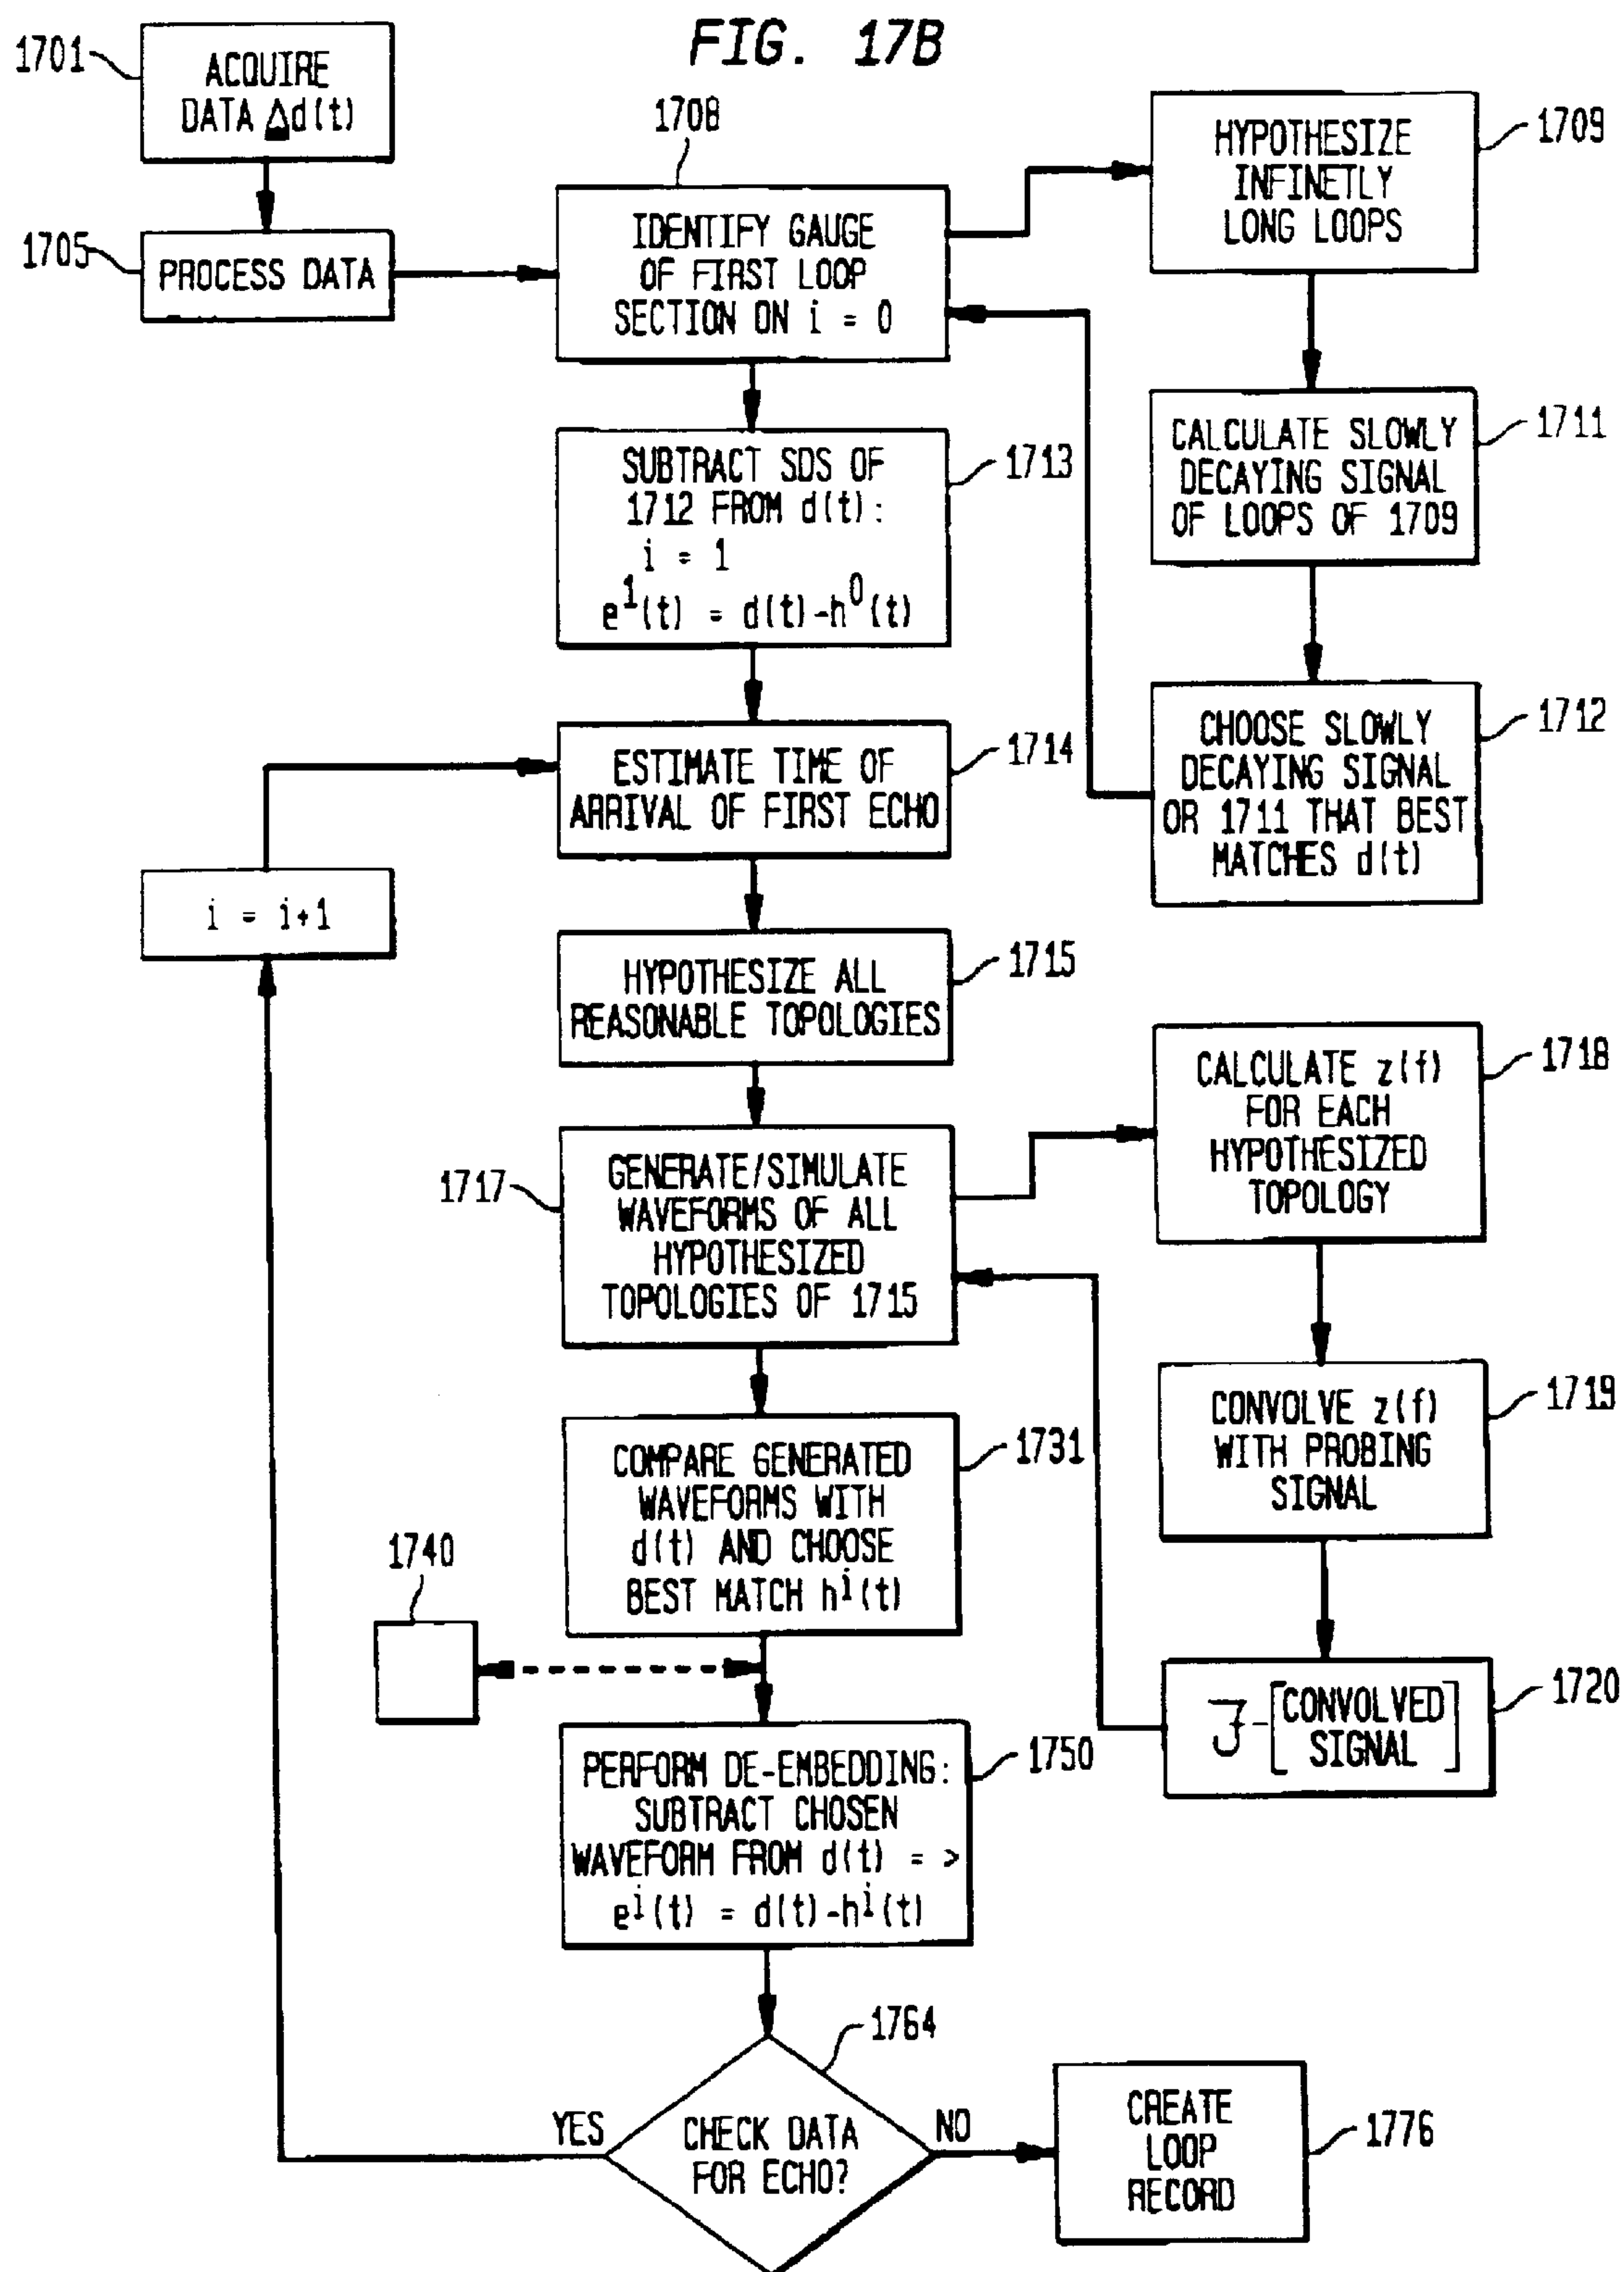 FIG. 17B
1701
ACQUIRE
DATA Δd(t)
1705
PROCESS DATA
1708
IDENTIFY GAUGE
OF FIRST LOOP
SECTION ON i = 0
1709
HYPOTHESIZE
INFINETLY
LONG LOOPS
1711
CALCULATE SLOWLY
DECAYING SIGNAL
OF LOOPS OF 1709
1712
CHOOSE SLOWLY
DECAYING SIGNAL
OR 1711 THAT BEST
MATCHES d(t)
1713
SUBTRACT SDS OF
1712 FROM d(t):
i = 1
e¹(t) = d(t)-h⁰(t)
1714
ESTIMATE TIME OF
ARRIVAL OF FIRST ECHO
i = i+1
1715
HYPOTHESIZE ALL
REASONABLE TOPOLOGIES
1717
GENERATE/SIMULATE
WAVEFORMS OF ALL
HYPOTHESIZED
TOPOLOGIES OF 1715
1718
CALCULATE z(f)
FOR EACH
HYPOTHESIZED
TOPOLOGY
1719
CONVOLVE z(f)
WITH PROBING
SIGNAL
1720
ℱ-[CONVOLVED
SIGNAL]
1731
COMPARE GENERATED
WAVEFORMS WITH
d(t) AND CHOOSE
BEST MATCH hⁱ(t)
1740
1750
PERFORM DE-EMBEDDING:
SUBTRACT CHOSEN
WAVEFORM FROM d(t) = >
eⁱ(t) = d(t)-hⁱ(t)
1764
CHECK DATA
FOR ECHO?
YES
NO
1776
CREATE
LOOP
RECORD